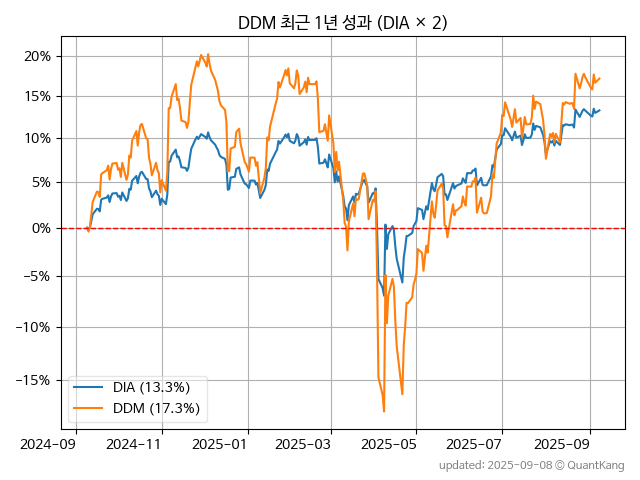 DDM 최근 1년 성과 (DIA × 2)
20%
15%
10%
5%
0%
−5%
−10%
−15%
DIA (13.3%)
DDM (17.3%)
2024-09 2024-11 2025-01 2025-03 2025-05 2025-07 2025-09
updated: 2025-09-08 © QuantKang